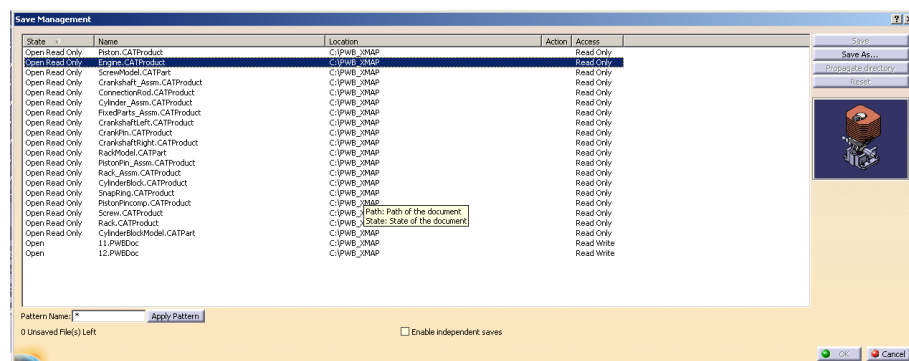 Save Management
State Name Location Action Access
Open Read Only Piston.CATProduct C:\PWB_XMAP Read Only
Open Read Only Engine.CATProduct C:\PWB_XMAP Read Only
Open Read Only ScrewModel.CATPart C:\PWB_XMAP Read Only
Open Read Only Crankshaft_Assm.CATProduct C:\PWB_XMAP Read Only
Open Read Only ConnectionRod.CATProduct C:\PWB_XMAP Read Only
Open Read Only Cylinder_Assm.CATProduct C:\PWB_XMAP Read Only
Open Read Only FixedParts_Assm.CATProduct C:\PWB_XMAP Read Only
Open Read Only CrankshaftLeft.CATProduct C:\PWB_XMAP Read Only
Open Read Only CrankPin.CATProduct C:\PWB_XMAP Read Only
Open Read Only CrankshaftRight.CATProduct C:\PWB_XMAP Read Only
Open Read Only RackModel.CATPart C:\PWB_XMAP Read Only
Open Read Only PistonPin_Assm.CATProduct C:\PWB_XMAP Read Only
Open Read Only Rack_Assm.CATProduct C:\PWB_XMAP Read Only
Open Read Only CylinderBlock.CATProduct C:\PWB_XMAP Read Only
Open Read Only SnapRing.CATProduct C:\PWB_XMAP Read Only
Open Read Only PistonPincomp.CATProduct C:\PWB_XMAP Read Only
Open Read Only Screw.CATProduct C:\PWB_X Read Only
Path: Path of the document
Open Read Only Rack.CATProduct C:\PWB_X Read Only
State: State of the document
Open Read Only CylinderBlockModel.CATPart C:\PWB_XMAP Read Only
Open 11.PWBDoc C:\PWB_XMAP Read Write
Open 12.PWBDoc C:\PWB_XMAP Read Write
Save
Save As...
Propagate directory
Reset
Pattern Name: * Apply Pattern
0 Unsaved File(s) Left Enable independent saves
OK Cancel